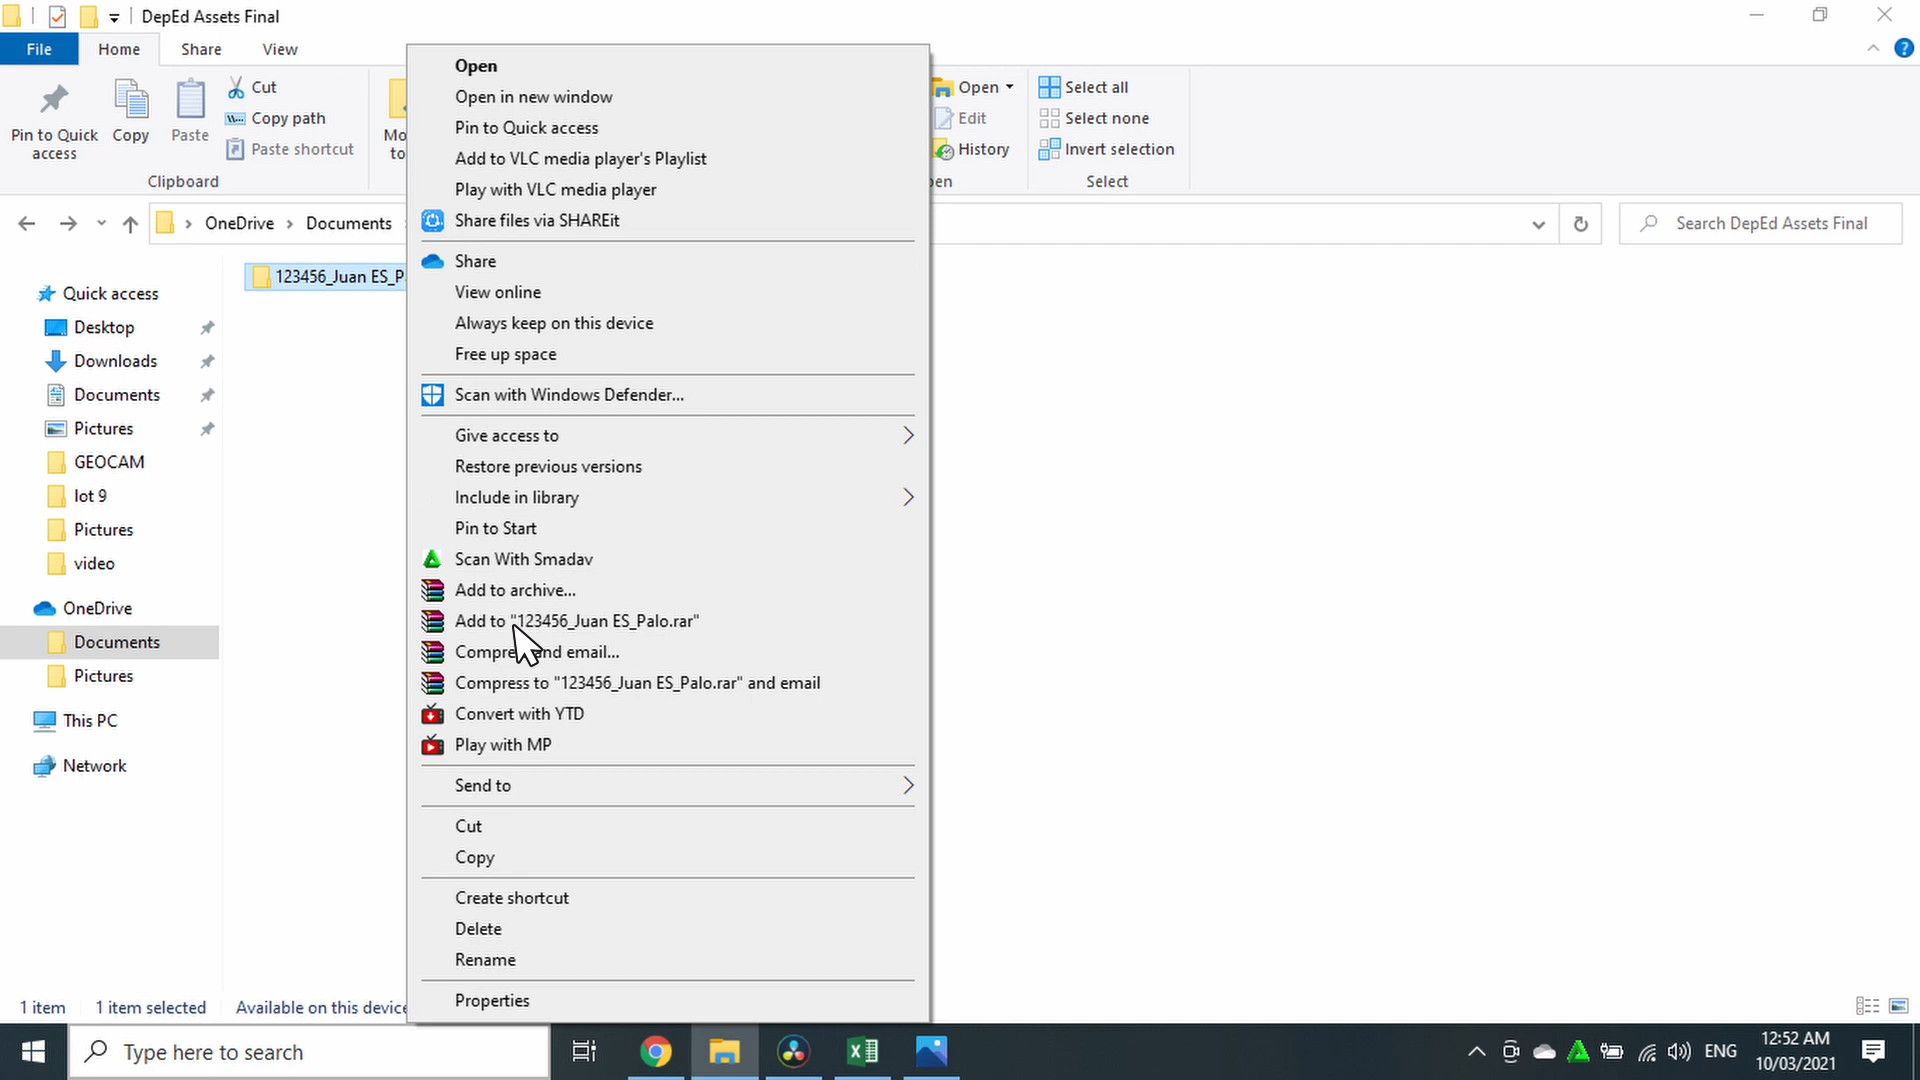 DepEd Assets Final
File
Home
Share
View
Pin to Quick
access
Copy
Paste
Cut
Copy path
Paste shortcut
Clipboard
Mo
to
Open
Edit
History
pen
Select all
Select none
Invert selection
Select
OneDrive
Documents
Search DepEd Assets Final
Quick access
Desktop
Downloads
Documents
Pictures
GEOCAM
lot 9
Pictures
video
OneDrive
Documents
Pictures
This PC
Network
123456_Juan ES_P
Open
Open in new window
Pin to Quick access
Add to VLC media player's Playlist
Play with VLC media player
Share files via SHAREit
Share
View online
Always keep on this device
Free up space
Scan with Windows Defender...
Give access to
Restore previous versions
Include in library
Pin to Start
Scan With Smadav
Add to archive...
Add to "123456_Juan ES_Palo.rar"
Compre and email...
Compress to "123456_Juan ES_Palo.rar" and email
Convert with YTD
Play with MP
Send to
Cut
Copy
Create shortcut
Delete
Rename
Properties
1 item
1 item selected
Available on this device
Type here to search
ENG
12:52 AM
10/03/2021